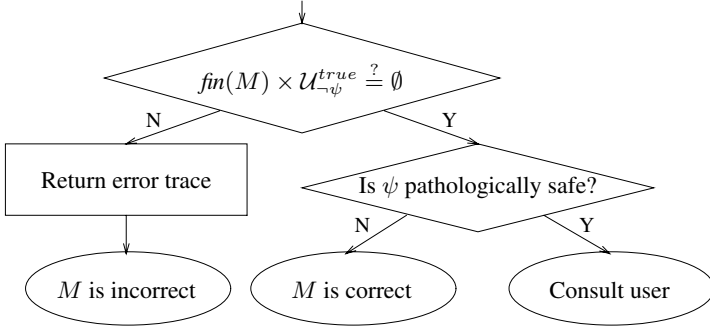 fin(M) × 𝒰^{true}_{¬ψ} ≟ ∅
N
Y
Return error trace
Is ψ pathologically safe?
N
Y
M is incorrect
M is correct
Consult user